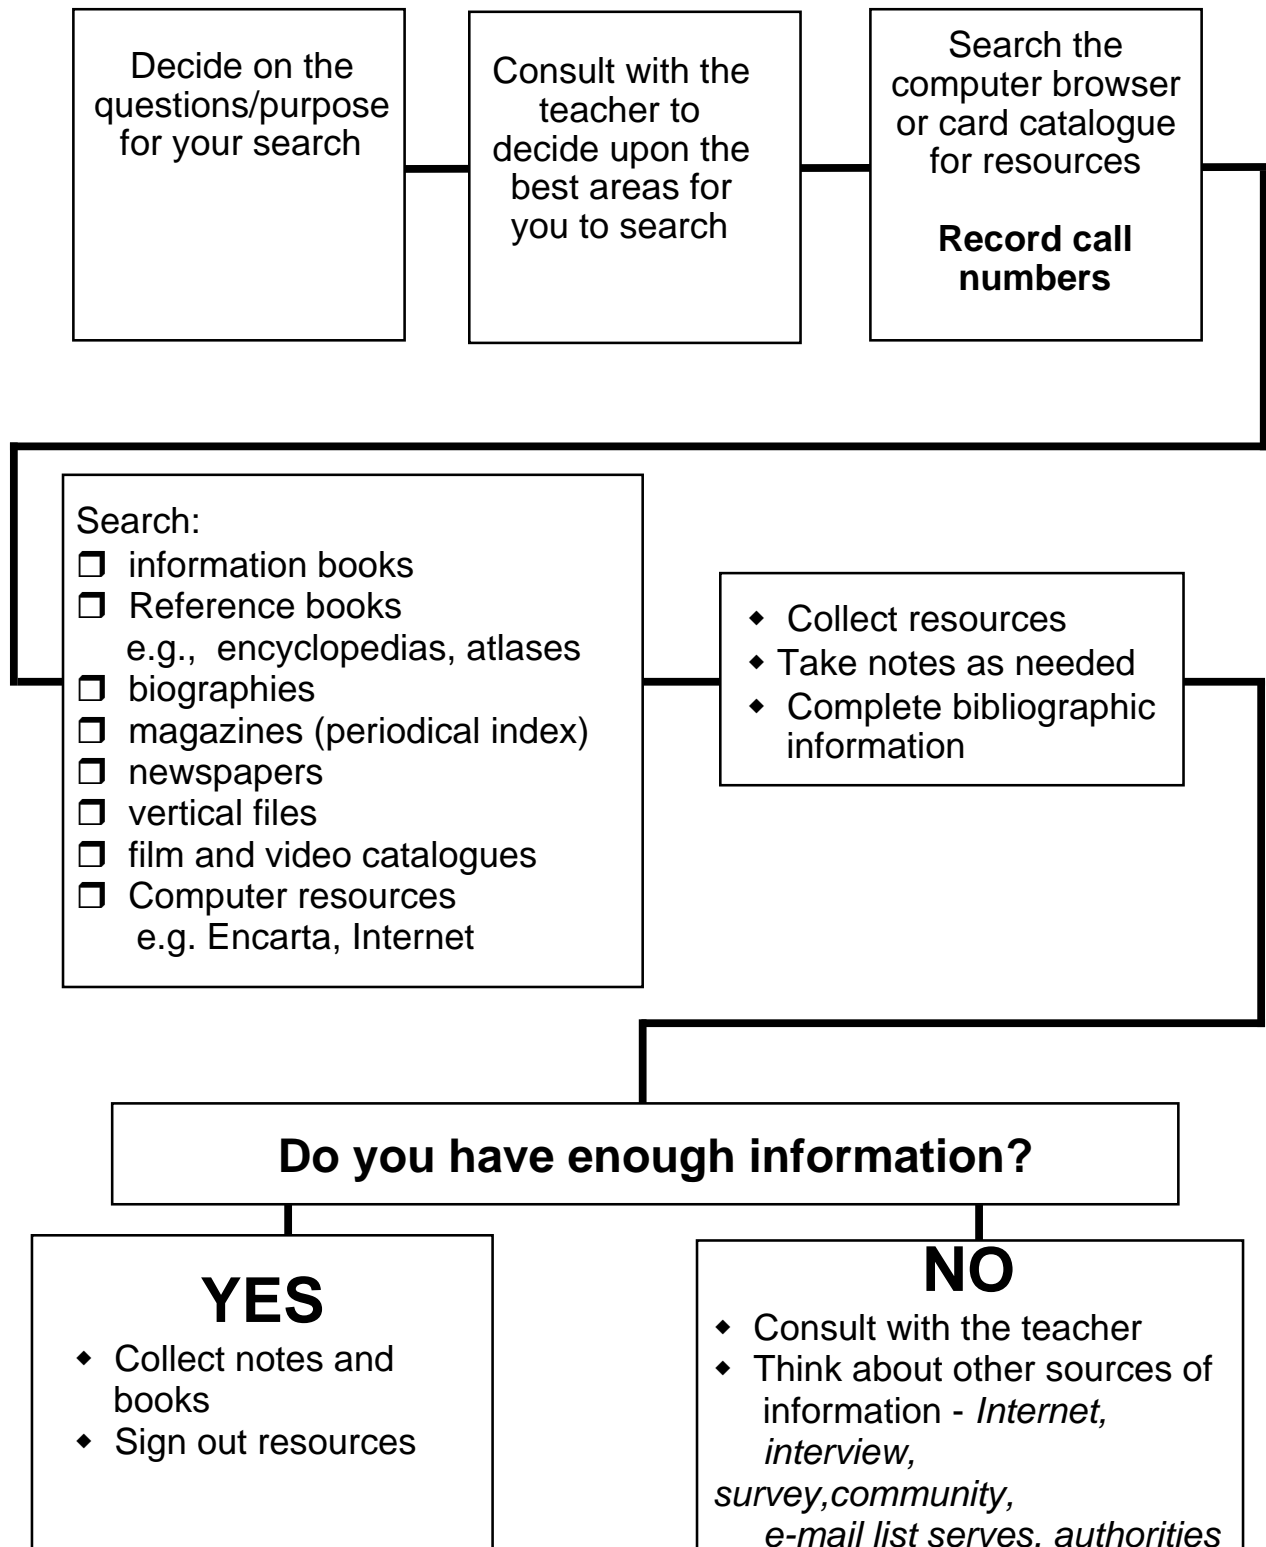 Decide on the
questions/purpose
for your search
Consult with the
teacher to
decide upon the
best areas for
you to search
Search the
computer browser
or card catalogue
for resources
Record call
numbers
Search:
❒ information books
❒ Reference books
e.g., encyclopedias, atlases
❒ biographies
❒ magazines (periodical index)
❒ newspapers
❒ vertical files
❒ film and video catalogues
❒ Computer resources
e.g. Encarta, Internet
◆ Collect resources
◆ Take notes as needed
◆ Complete bibliographic
information
Do you have enough information?
YES
◆ Collect notes and
books
◆ Sign out resources
NO
◆ Consult with the teacher
◆ Think about other sources of
information - Internet,
interview,
survey,community,
e-mail list serves, authorities